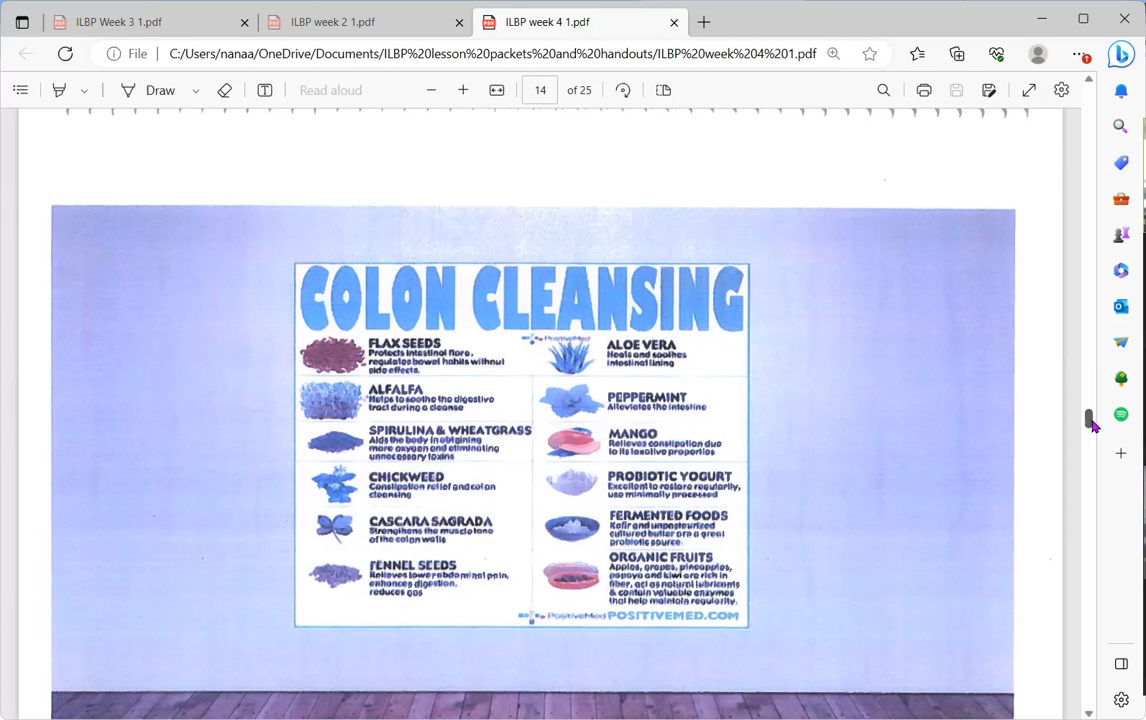 ILBP Week 3 1.pdf
ILBP week 2 1.pdf
ILBP week 4 1.pdf
File
C:/Users/nanaa/OneDrive/Documents/ILBP%20lesson%20packets%20and%20handouts/ILBP%20week%204%201.pdf
Draw
Read aloud
14
of 25
COLON CLEANSING
FLAX SEEDS
Protects intestinal flora,
regulates bowel habits without
side effects.
ALFALFA
Helps to soothe the digestive
tract during a cleanse
SPIRULINA & WHEATGRASS
Aids the body in obtaining
more oxygen and eliminating
unnecessary toxins
CHICKWEED
Constipation relief and colon
cleansing
CASCARA SAGRADA
Strengthens the muscle tone
of the colon walls
FENNEL SEEDS
Relieves lower abdominal pain,
enhances digestion,
reduces gas
PositiveMed
ALOE VERA
Heals and soothes
intestinal lining
PEPPERMINT
Alleviates the intestine
MANGO
Relieves constipation due
to its laxative properties
PROBIOTIC YOGURT
Excellent to restore regularity,
use minimally processed
FERMENTED FOODS
Kefir and unpasteurized
cultured butter are a great
probiotic source.
ORGANIC FRUITS
Apples, grapes, pineapples,
papaya and kiwi are rich in
fiber, act as natural lubricants
& contain valuable enzymes
that help maintain regularity.
PositiveMed POSITIVEMED.COM